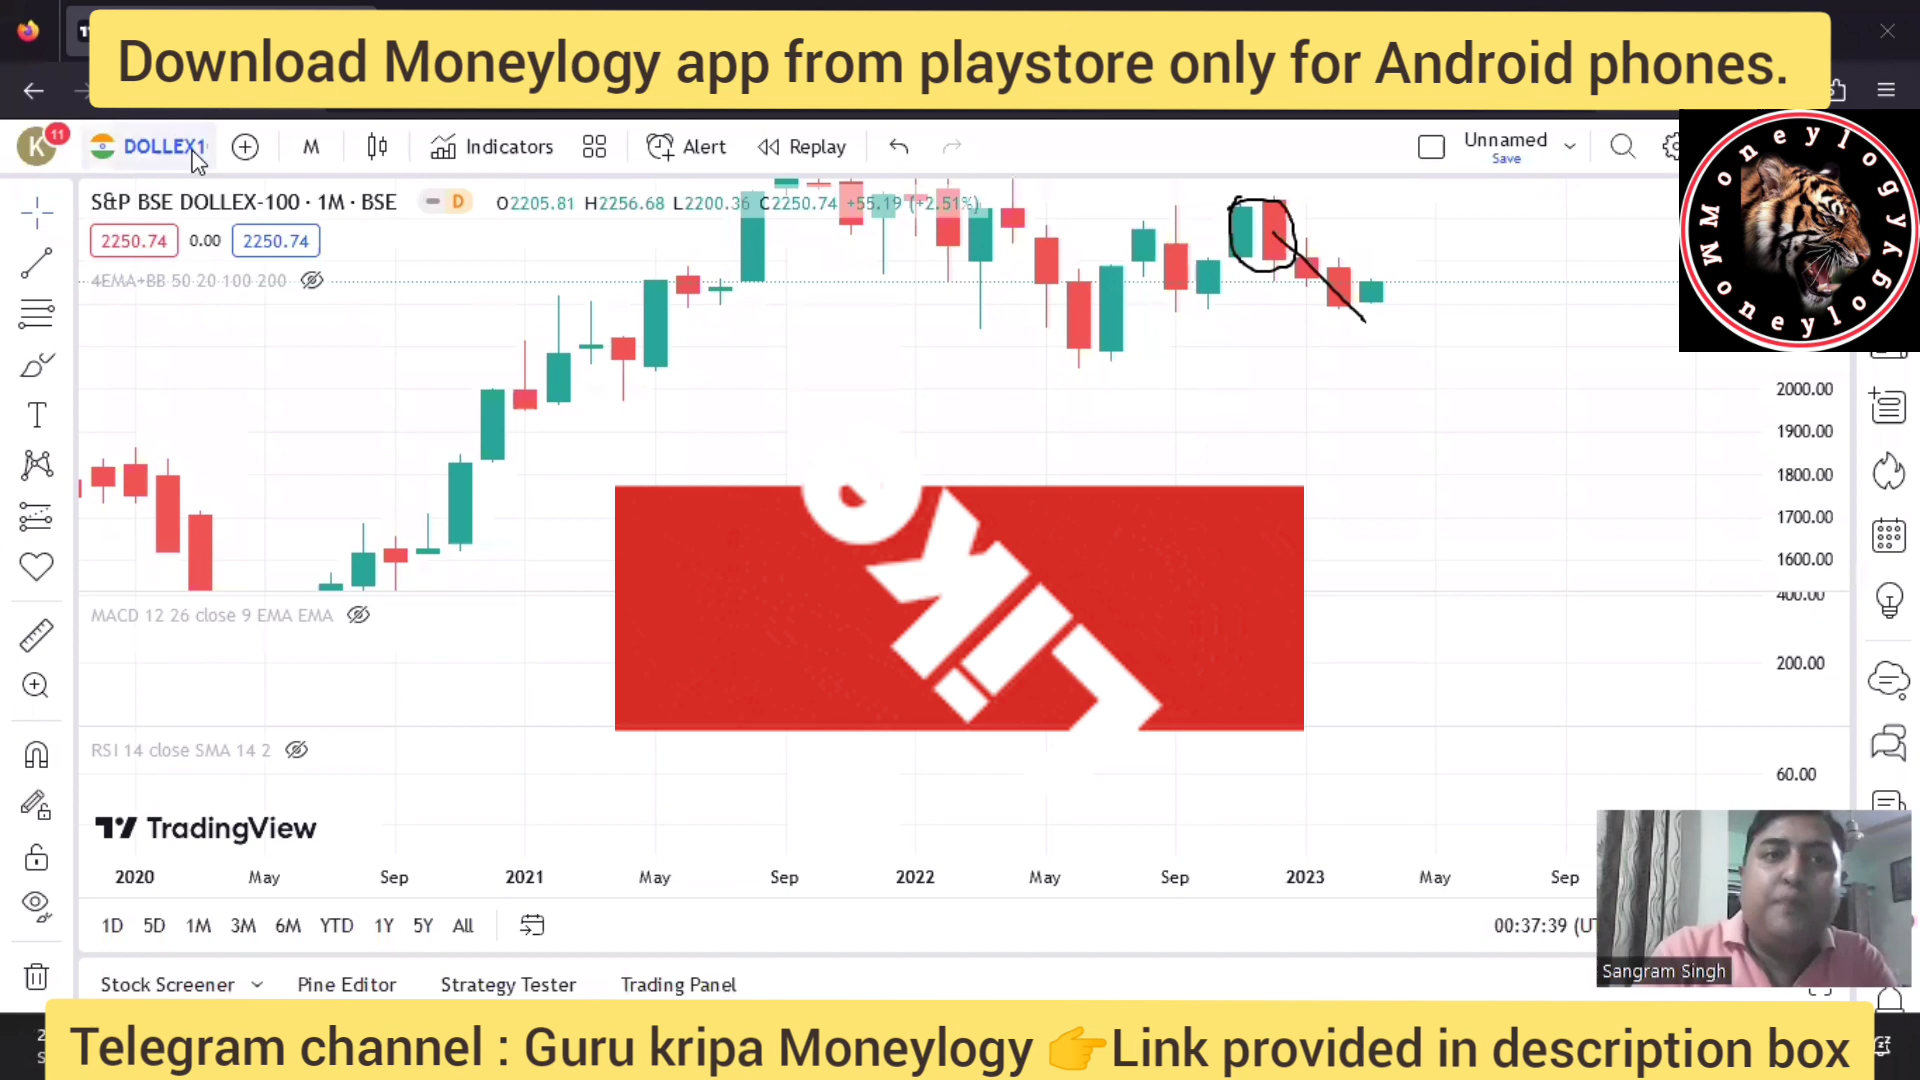 Download Moneylogy app from playstore only for Android phones.
K
11
DOLLEX1
M
Indicators
Alert
Replay
Unnamed
Save
Moneylogy
Moneylogy
S&P BSE DOLLEX-100 · 1M · BSE
D
O2205.81 H2256.68 L2200.36 C2250.74 +55.19 (+2.51%)
2250.74
0.00
2250.74
4EMA+BB 50 20 100 200
2000.00
1900.00
1800.00
1700.00
1600.00
400.00
MACD 12 26 close 9 EMA EMA
200.00
RSI 14 close SMA 14 2
60.00
TradingView
2020
May
Sep
2021
May
Sep
2022
May
Sep
2023
May
Sep
1D
5D
1M
3M
6M
YTD
1Y
5Y
All
00:37:39 (UT
Sangram Singh
Stock Screener
Pine Editor
Strategy Tester
Trading Panel
Telegram channel : Guru kripa Moneylogy 👉Link provided in description box